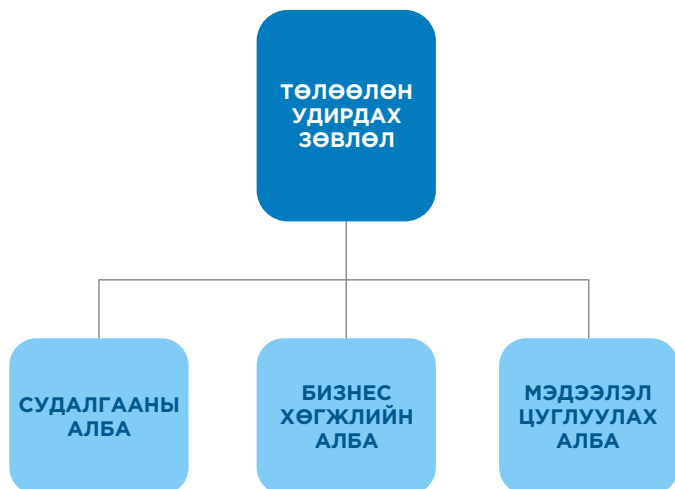 ТӨЛӨӨЛӨН
УДИРДАХ
ЗӨВЛӨЛ
СУДАЛГААНЫ
АЛБА
БИЗНЕС
ХӨГЖЛИЙН
АЛБА
МЭДЭЭЛЭЛ
ЦУГЛУУЛАХ
АЛБА